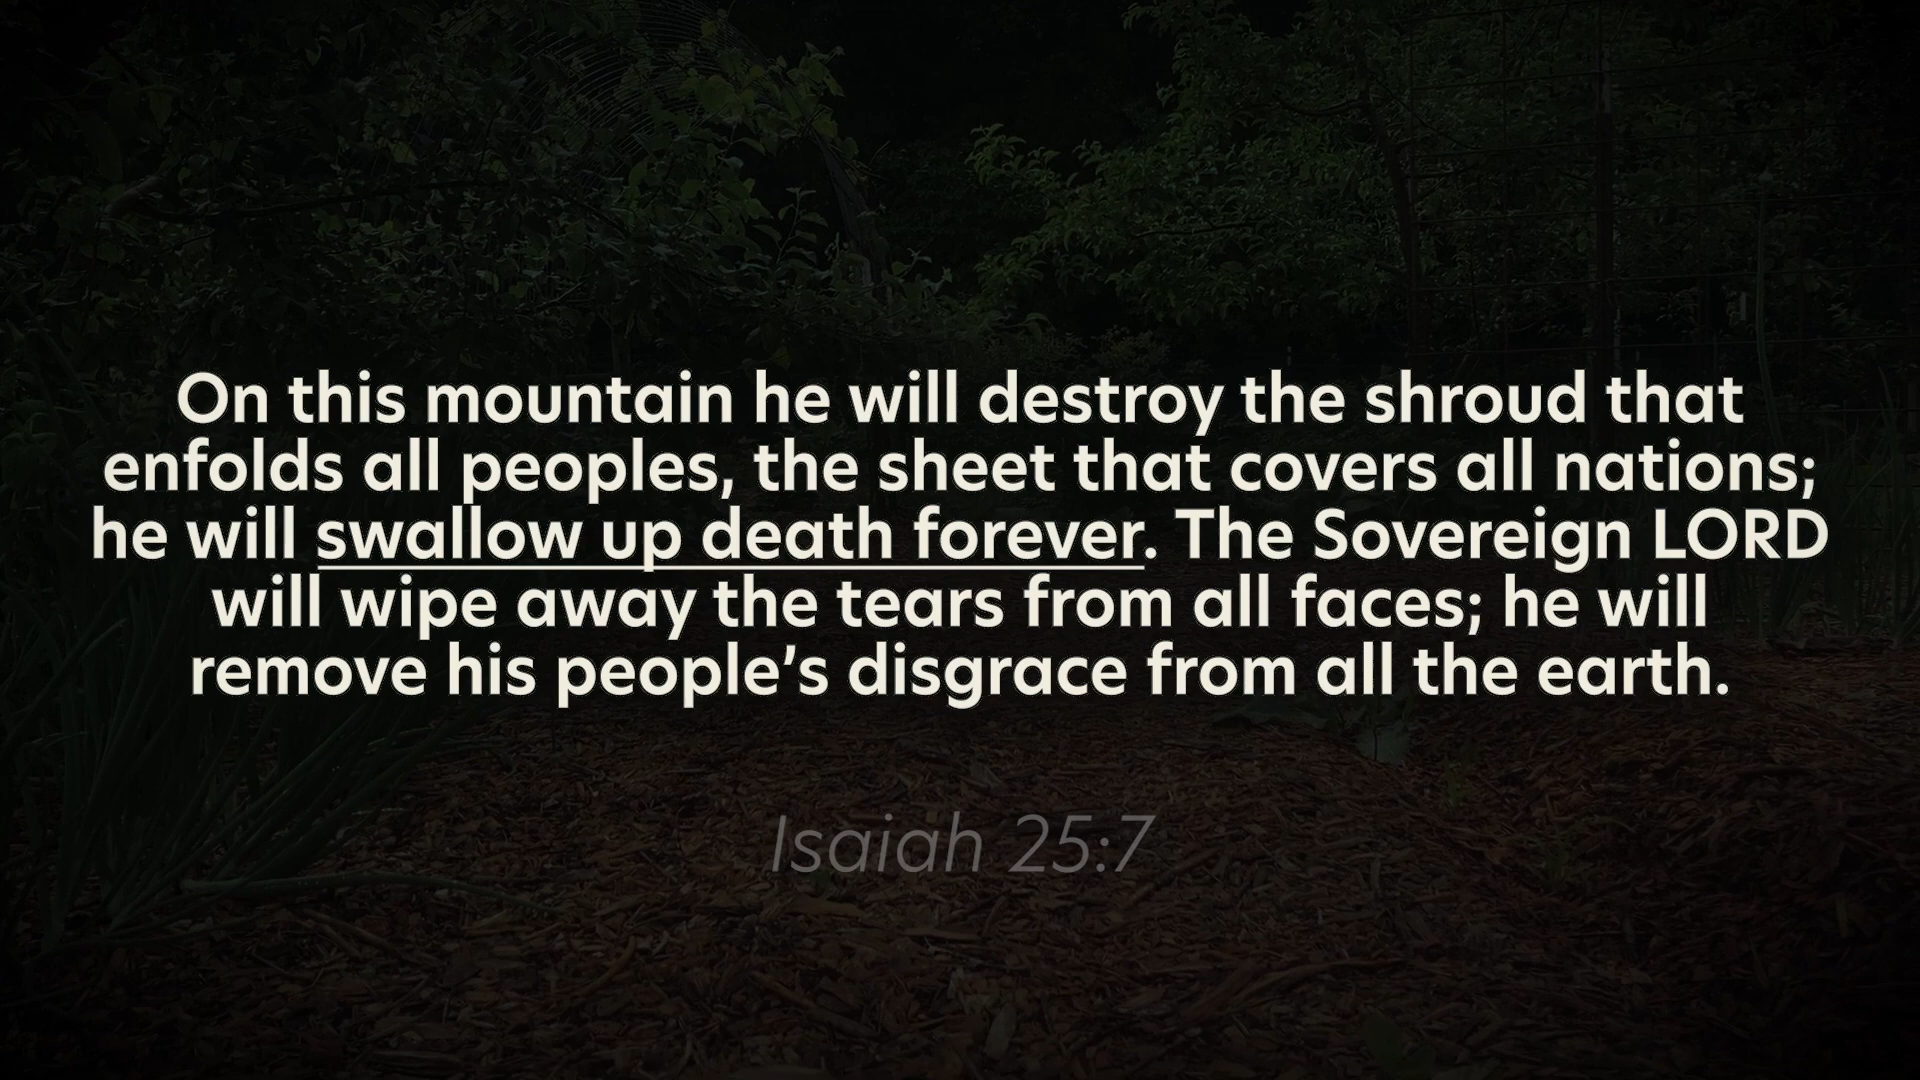 On this mountain he will destroy the shroud that
enfolds all peoples, the sheet that covers all nations;
he will swallow up death forever. The Sovereign LORD
will wipe away the tears from all faces; he will
remove his people’s disgrace from all the earth.
Isaiah 25:7